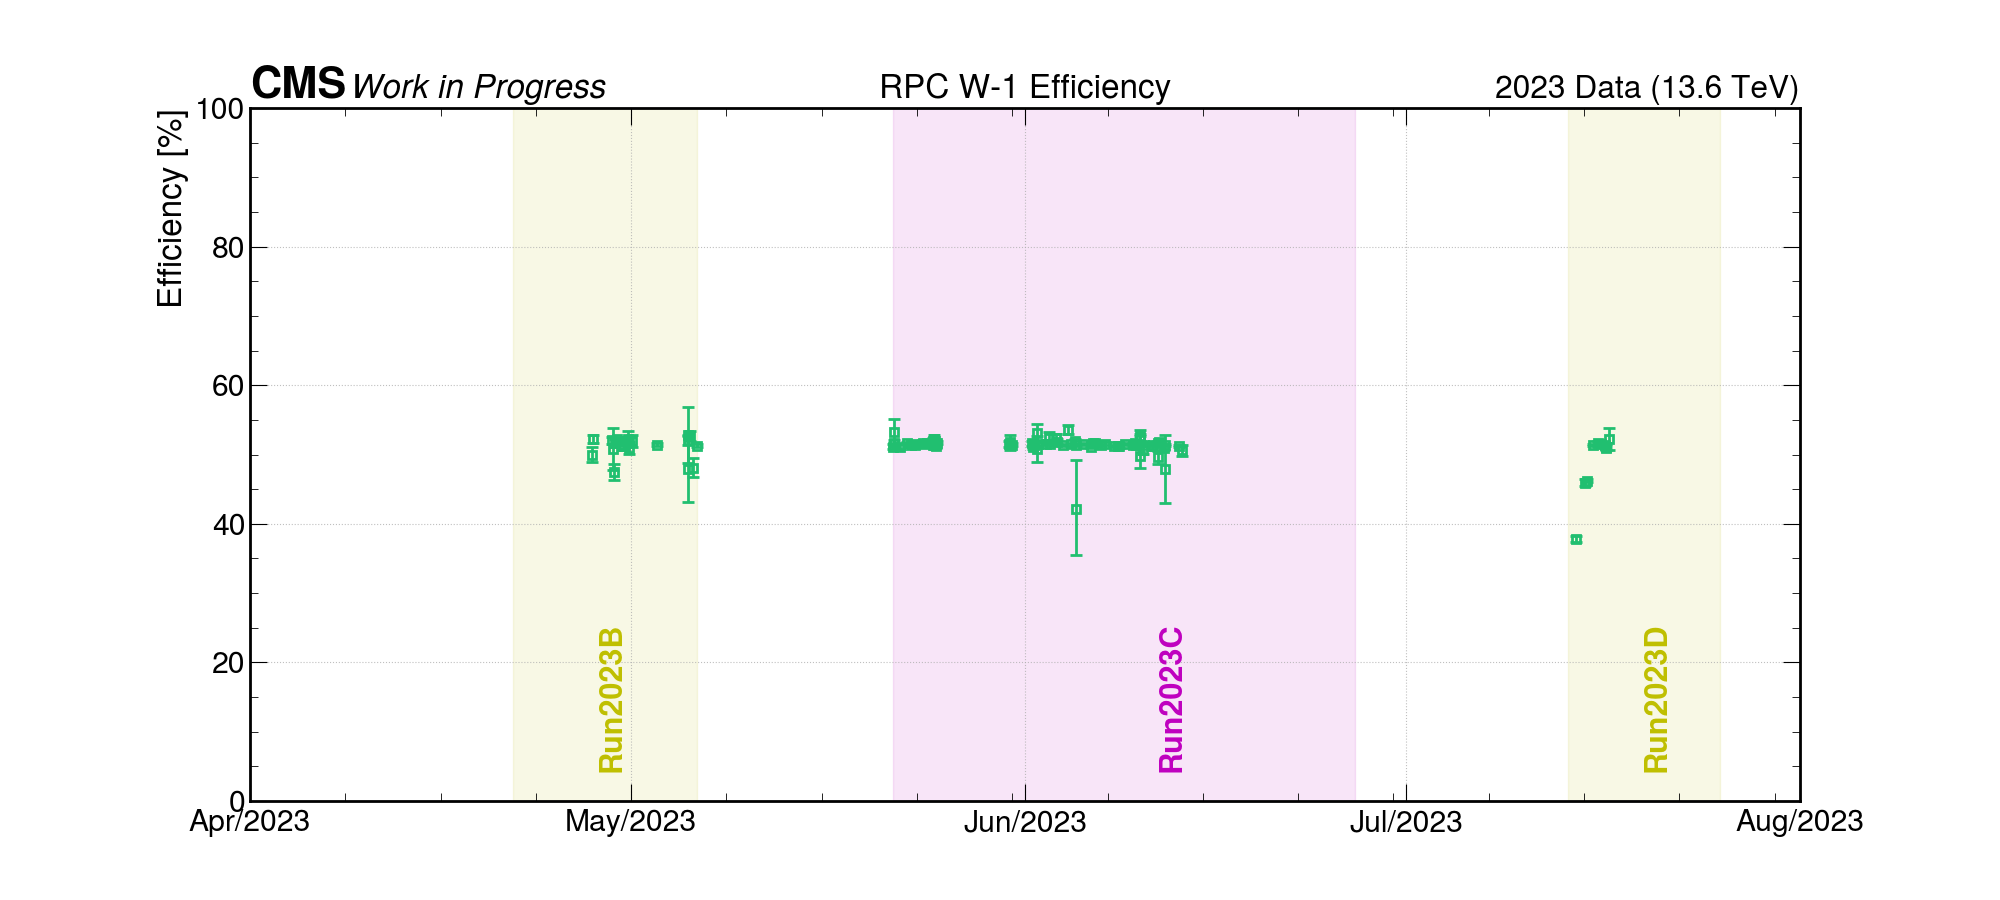 CMS Work in Progress
RPC W-1 Efficiency
2023 Data (13.6 TeV)
Efficiency [%]
100
80
60
40
20
0
Run2023B
Run2023C
Run2023D
Apr/2023
May/2023
Jun/2023
Jul/2023
Aug/2023